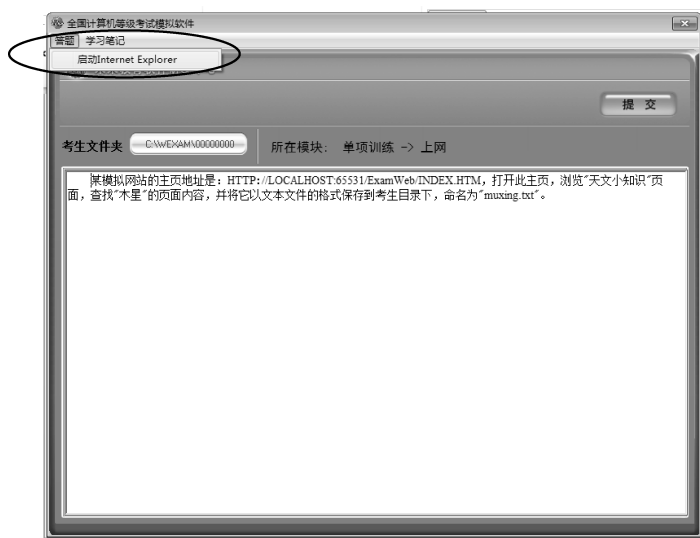 全国计算机等级考试模拟软件
答题 学习笔记
启动Internet Explorer
提 交
考生文件夹 C:\WEXAM\00000000 所在模块: 单项训练 -> 上网
某模拟网站的主页地址是:HTTP://LOCALHOST:65531/ExamWeb/INDEX.HTM,打开此主页,浏览"天文小知识"页
面,查找"木星"的页面内容,并将它以文本文件的格式保存到考生目录下,命名为"muxing.txt"。